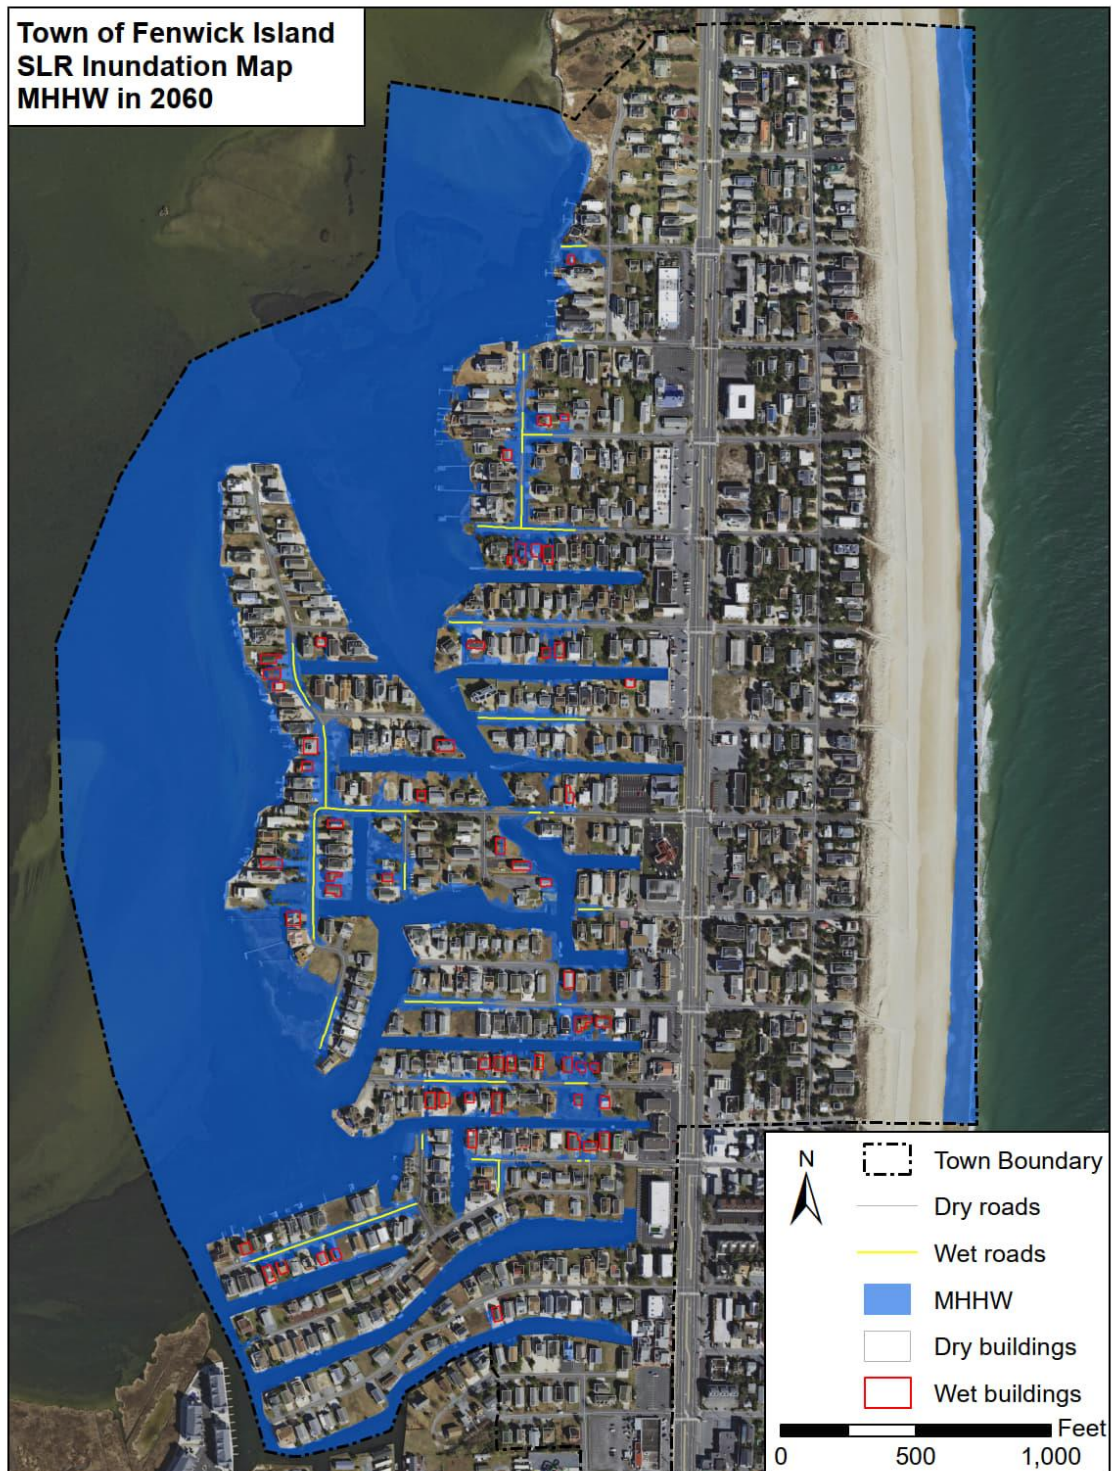 Town of Fenwick Island
SLR Inundation Map
MHHW in 2060
N
Town Boundary
Dry roads
Wet roads
MHHW
Dry buildings
Wet buildings
Feet
0 500 1,000